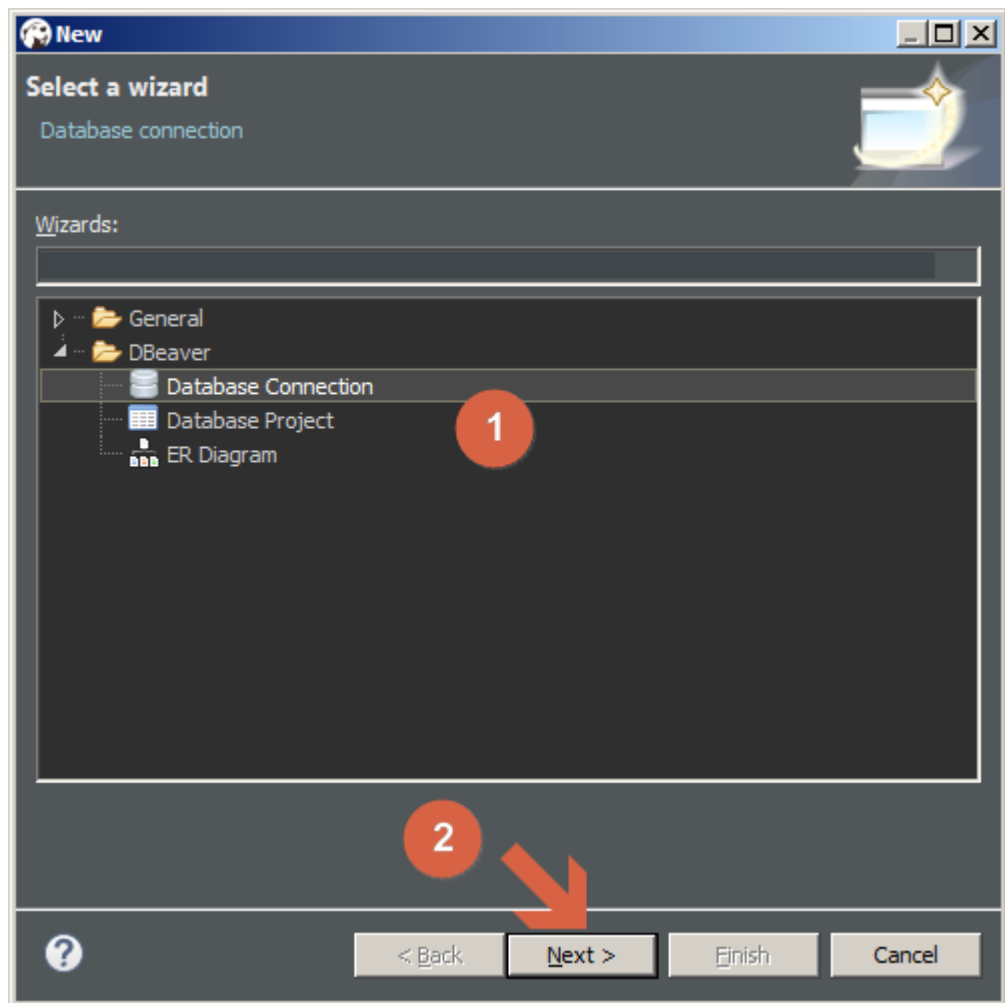 New
Select a wizard
Database connection
Wizards:
General
DBeaver
Database Connection
1
Database Project
ER Diagram
2
? < Back Next > Finish Cancel